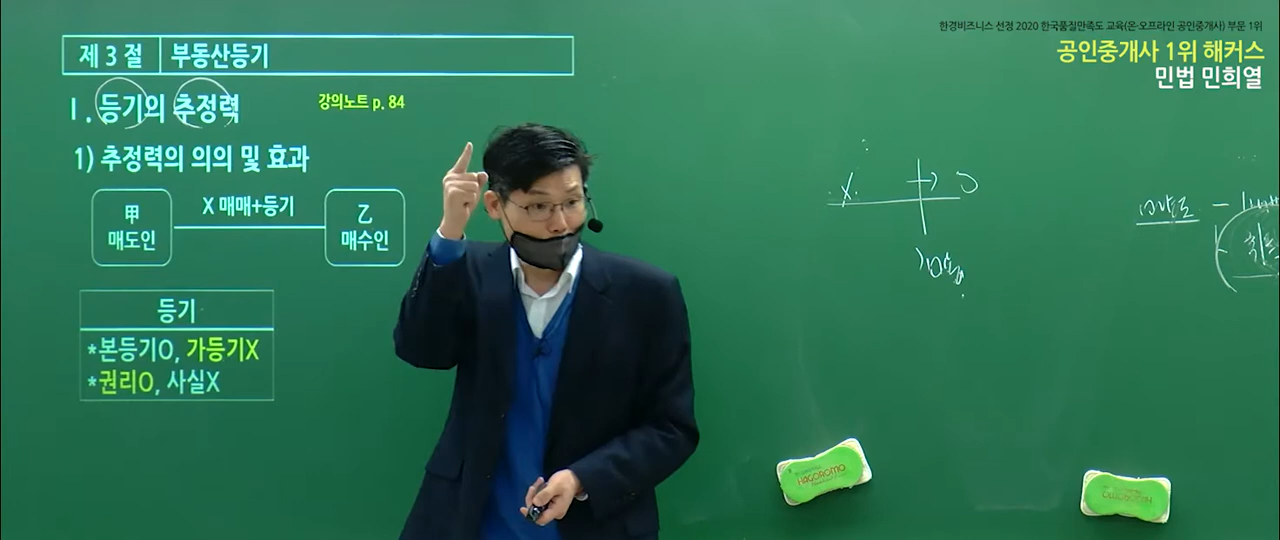 한경비즈니스 선정 2020 한국품질만족도 교육(온·오프라인 공인중개사) 부문 1위
공인중개사 1위 해커스
민법 민희열
제 3 절 부동산등기
Ⅰ. 등기의 추정력
강의노트 p. 84
1) 추정력의 의의 및 효과
甲
매도인
X 매매+등기
乙
매수인
등기
*본등기O, 가등기X
*권리O, 사실X
X
HAGOROMO
HAGOROMO